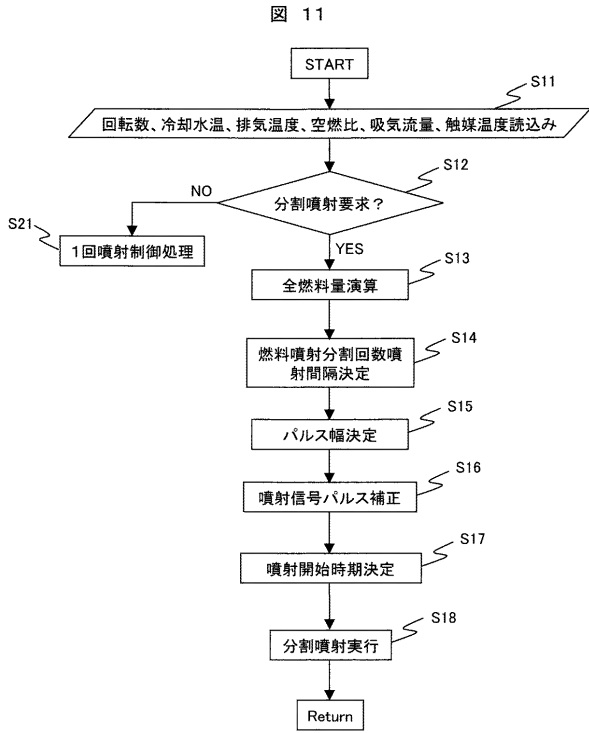 図 11
START
S11
回転数、冷却水温、排気温度、空燃比、吸気流量、触媒温度読込み
S12
分割噴射要求？
NO
S21
1回噴射制御処理
YES
S13
全燃料量演算
S14
燃料噴射分割回数噴
射間隔決定
S15
パルス幅決定
S16
噴射信号パルス補正
S17
噴射開始時期決定
S18
分割噴射実行
Return